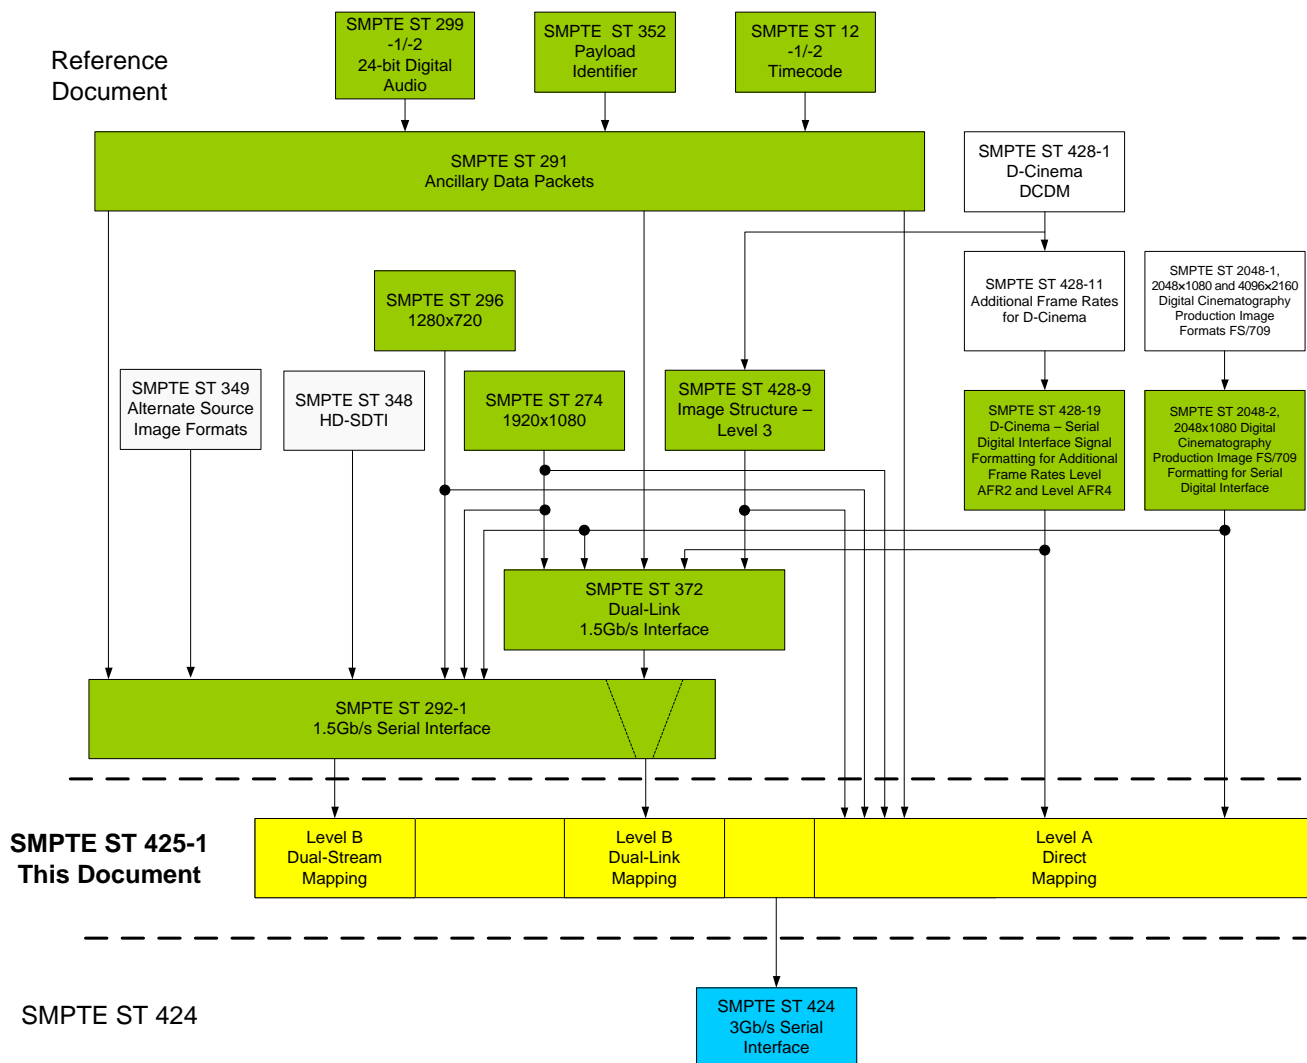 Reference
Document
SMPTE ST 299
-1/-2
24-bit Digital
Audio
SMPTE ST 352
Payload
Identifier
SMPTE ST 12
-1/-2
Timecode
SMPTE ST 291
Ancillary Data Packets
SMPTE ST 428-1
D-Cinema
DCDM
SMPTE ST 296
1280x720
SMPTE ST 428-11
Additional Frame Rates
for D-Cinema
SMPTE ST 2048-1,
2048×1080 and 4096×2160
Digital Cinematography
Production Image
Formats FS/709
SMPTE ST 349
Alternate Source
Image Formats
SMPTE ST 348
HD-SDTI
SMPTE ST 274
1920x1080
SMPTE ST 428-9
Image Structure –
Level 3
SMPTE ST 428-19
D-Cinema – Serial
Digital Interface Signal
Formatting for Additional
Frame Rates Level
AFR2 and Level AFR4
SMPTE ST 2048-2,
2048x1080 Digital
Cinematography
Production Image FS/709
Formatting for Serial
Digital Interface
SMPTE ST 372
Dual-Link
1.5Gb/s Interface
SMPTE ST 292-1
1.5Gb/s Serial Interface
SMPTE ST 425-1
This Document
Level B
Dual-Stream
Mapping
Level B
Dual-Link
Mapping
Level A
Direct
Mapping
SMPTE ST 424
SMPTE ST 424
3Gb/s Serial
Interface